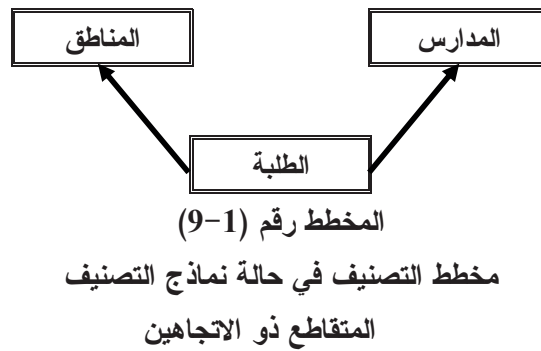 المدارس المناطق
الطلبة
المخطط رقم (1-9)
مخطط التصنيف في حالة نماذج التصنيف
المتقاطع ذو الاتجاهين